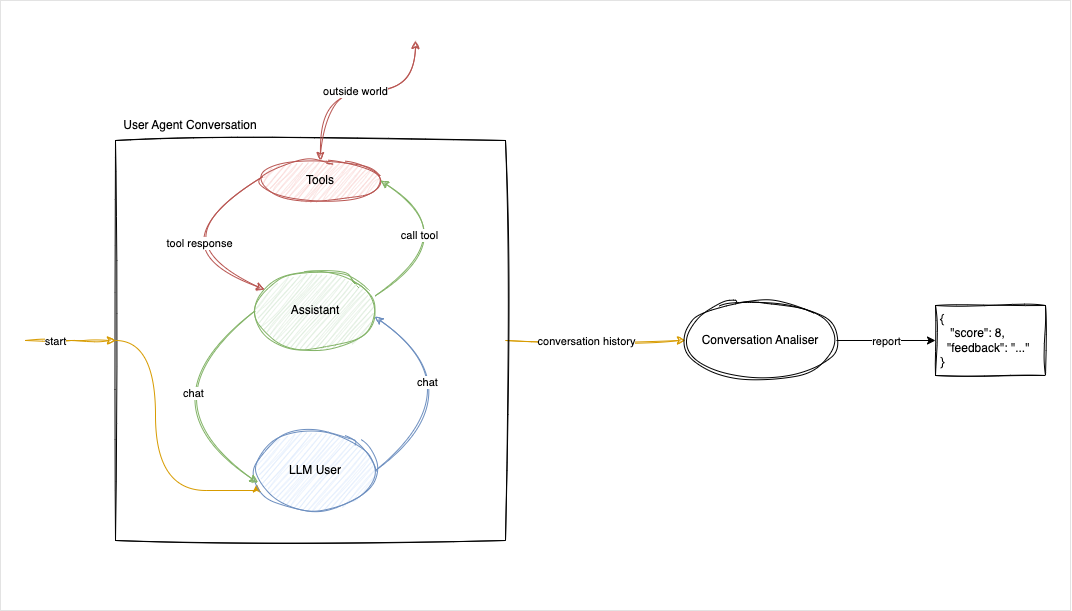 outside world
User Agent Conversation
Tools
tool response
call tool
Assistant
start
conversation history
Conversation Analiser
report
{
"score": 8,
"feedback": "..."
}
chat
chat
LLM User